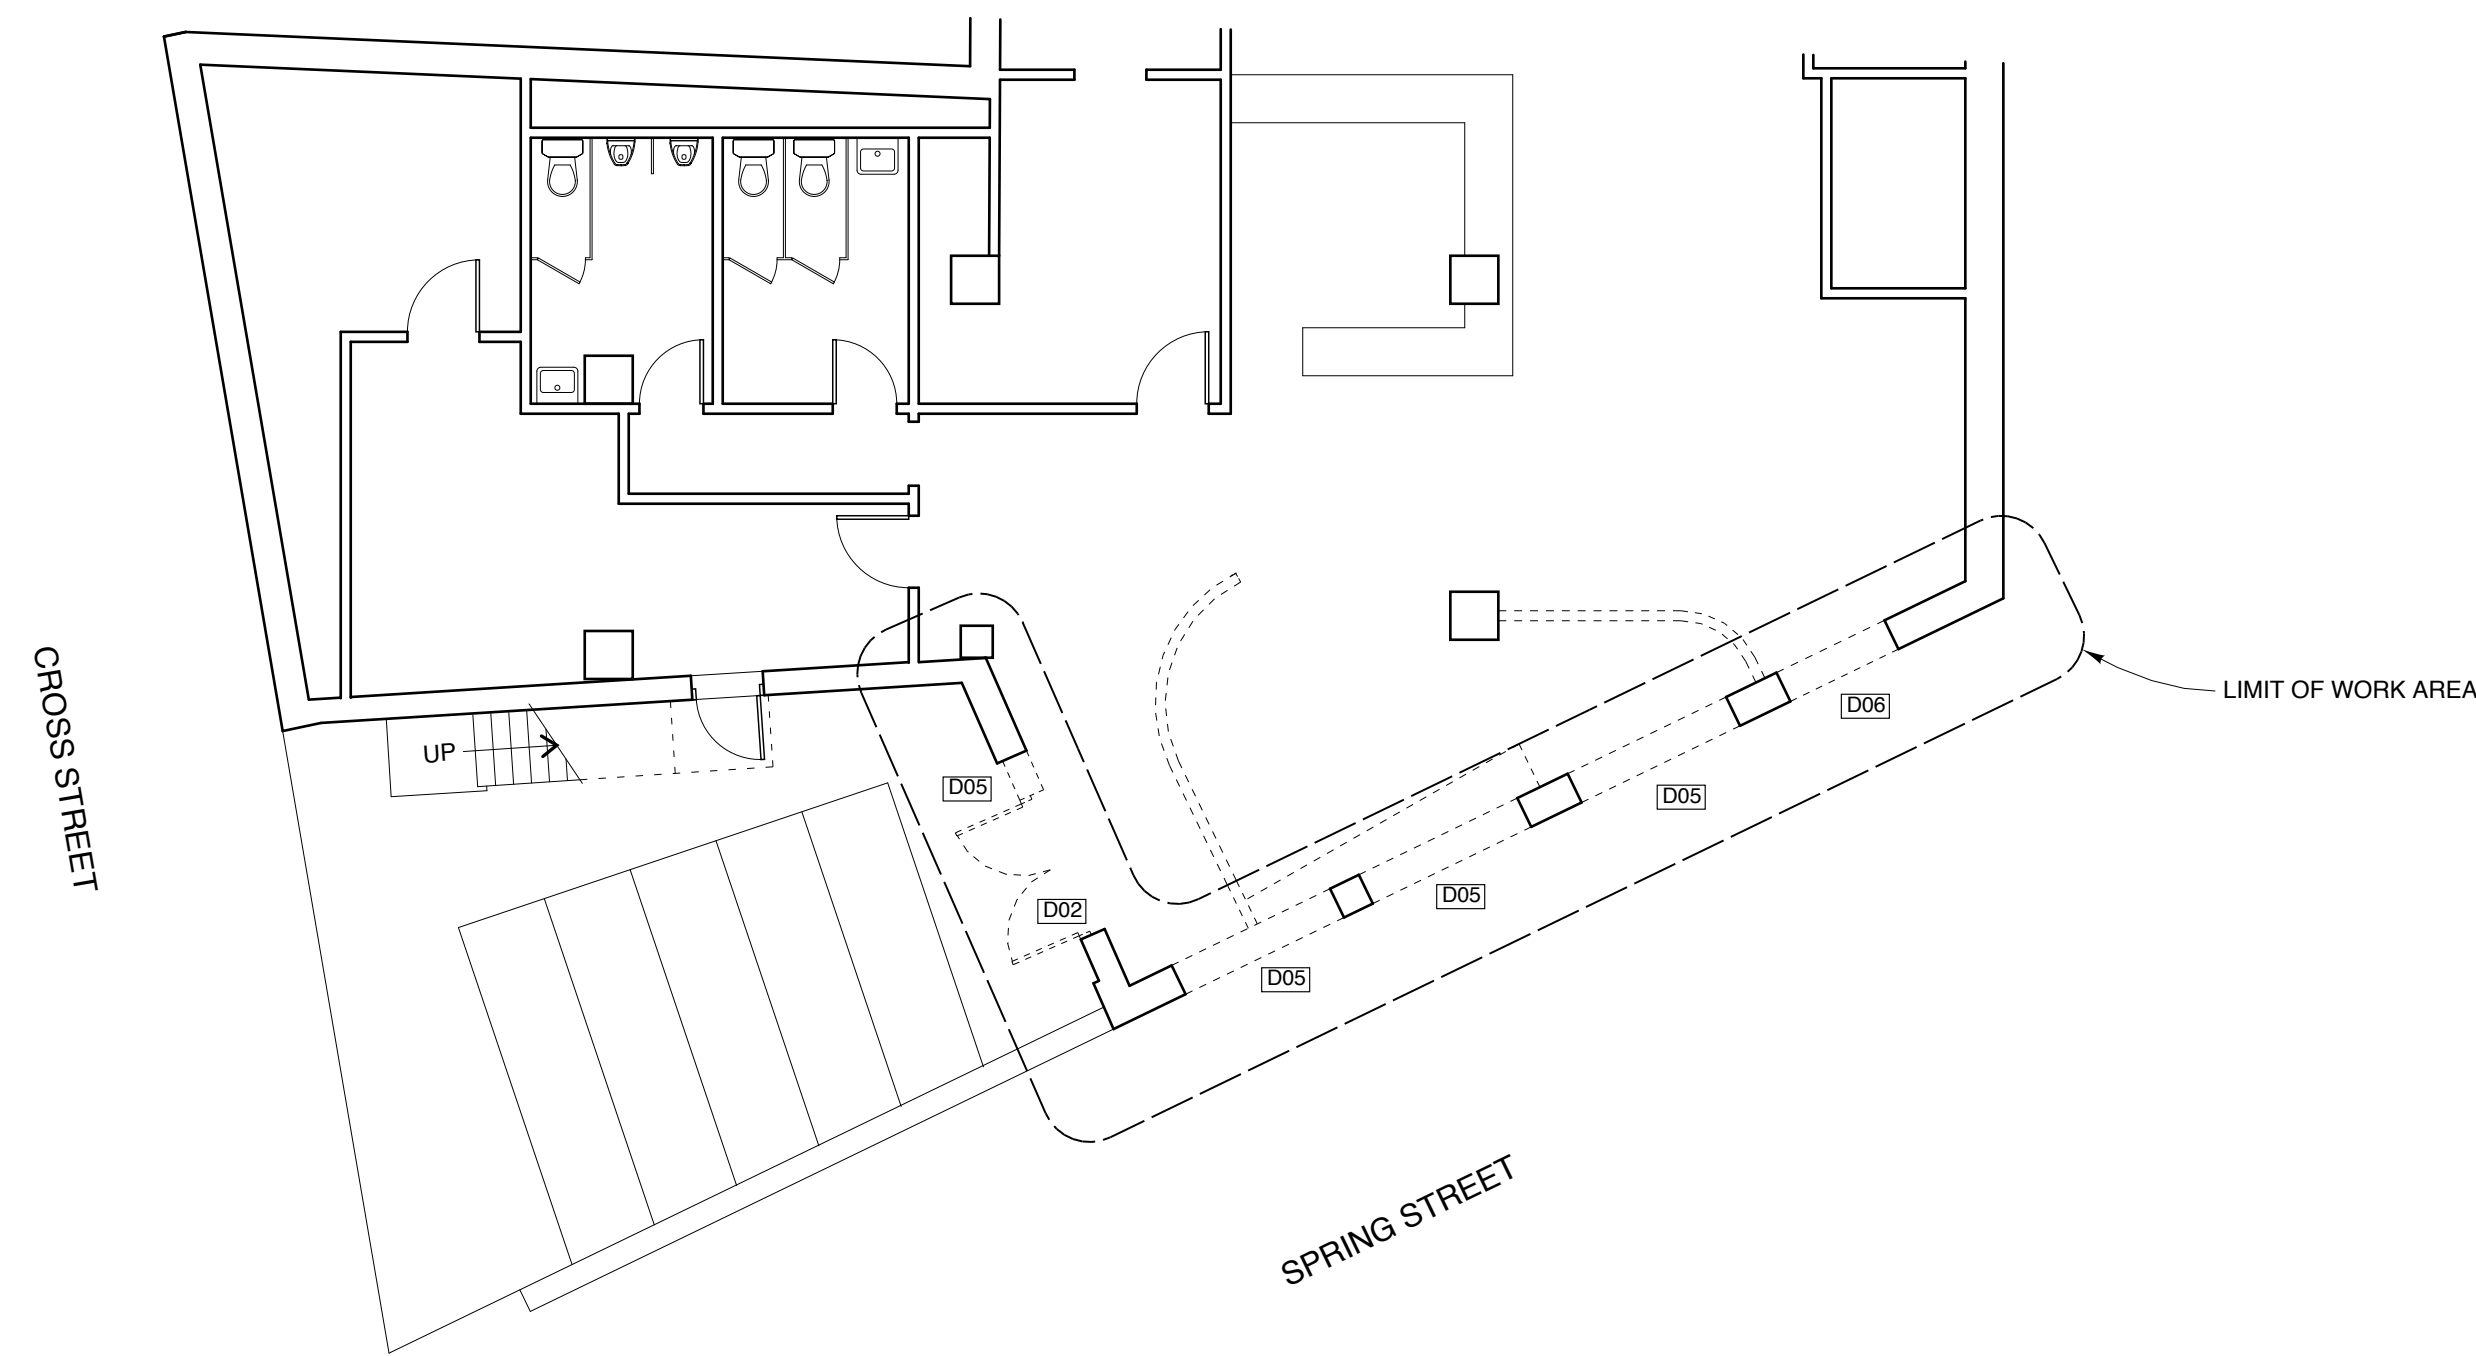 CROSS STREET
UP
D05
D02
D05
D05
D05
D06
LIMIT OF WORK AREA
SPRING STREET